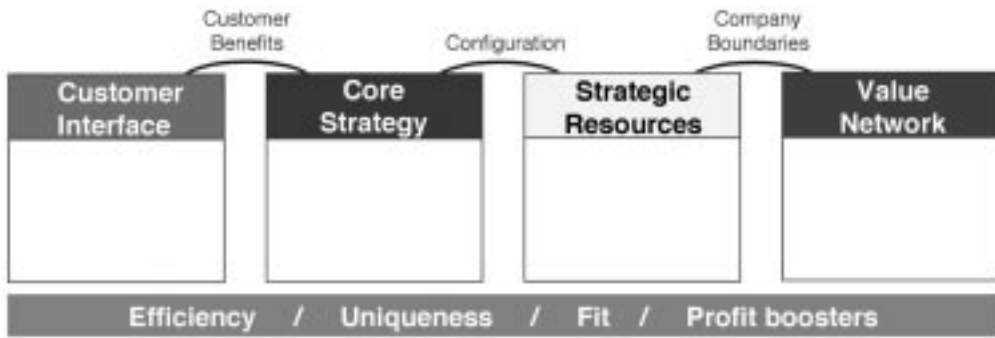 Customer
Benefits
Configuration
Company
Boundaries
Customer
Interface
Core
Strategy
Strategic
Resources
Value
Network
Efficiency / Uniqueness / Fit / Profit boosters